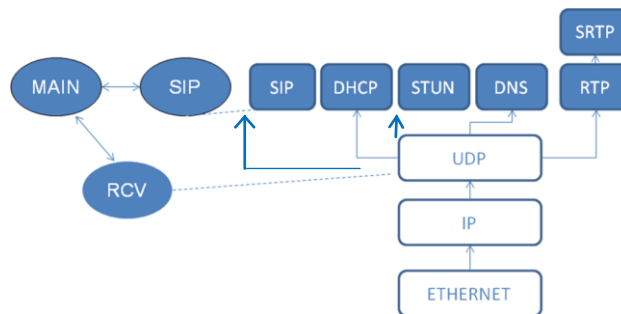 SRTP
MAIN
SIP
SIP
DHCP
STUN
DNS
RTP
UDP
RCV
IP
ETHERNET